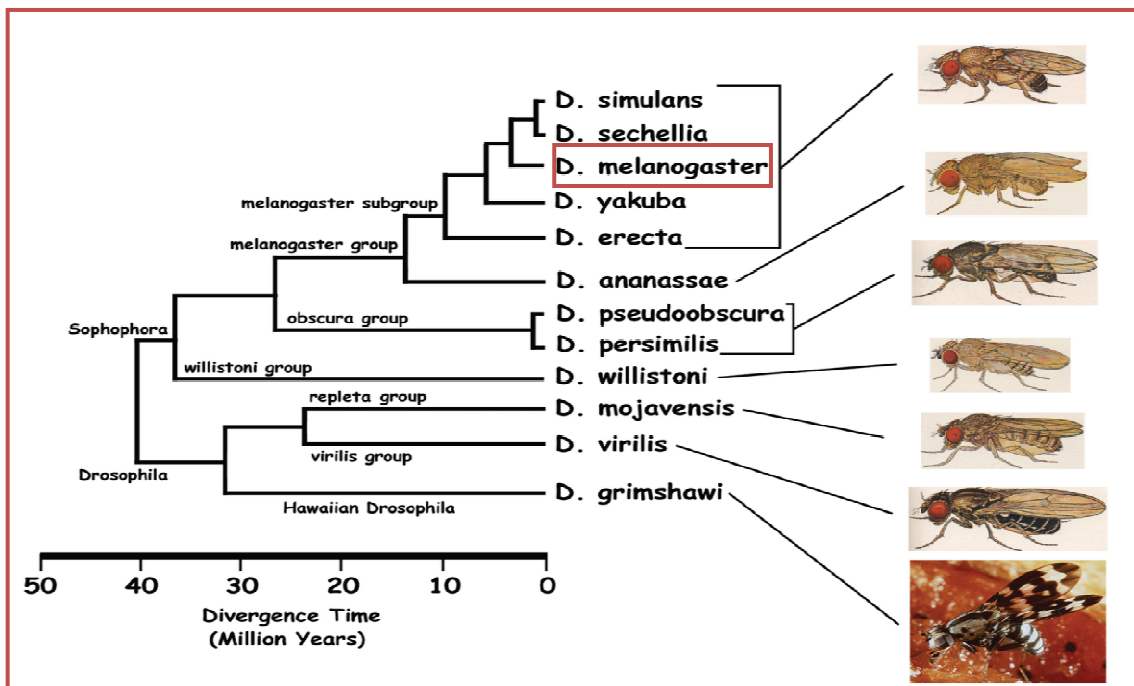 D. simulans
D. sechellia
D. melanogaster
melanogaster subgroup
D. yakuba
melanogaster group
D. erecta
D. ananassae
obscura group
D. pseudoobscura
Sophophora
D. persimilis
willistoni group
D. willistoni
repleta group
D. mojavensis
virilis group
D. virilis
Drosophila
D. grimshawi
Hawaiian Drosophila
50 40 30 20 10 0
Divergence Time
(Million Years)